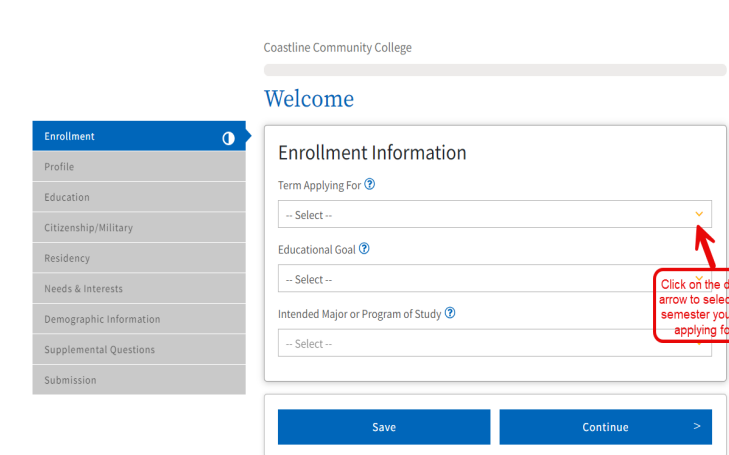 Coastline Community College
Welcome
Enrollment
Profile
Education
Citizenship/Military
Residency
Needs & Interests
Demographic Information
Supplemental Questions
Submission
Enrollment Information
Term Applying For ?
-- Select --
Educational Goal ?
-- Select --
Intended Major or Program of Study ?
-- Select --
Click on the
arrow to
semester
applying
Save
Continue >